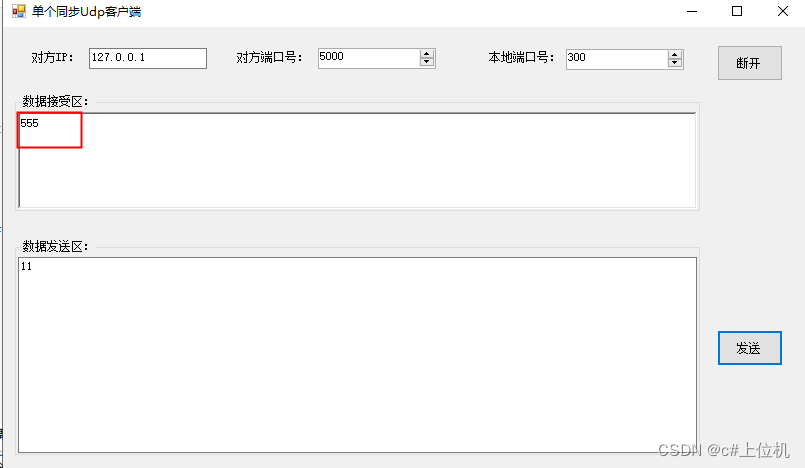 单个同步Udp客户端
对方IP： 127.0.0.1 对方端口号： 5000 本地端口号： 300 断开
数据接受区：
555
数据发送区：
11
发送
CSDN @c#上位机